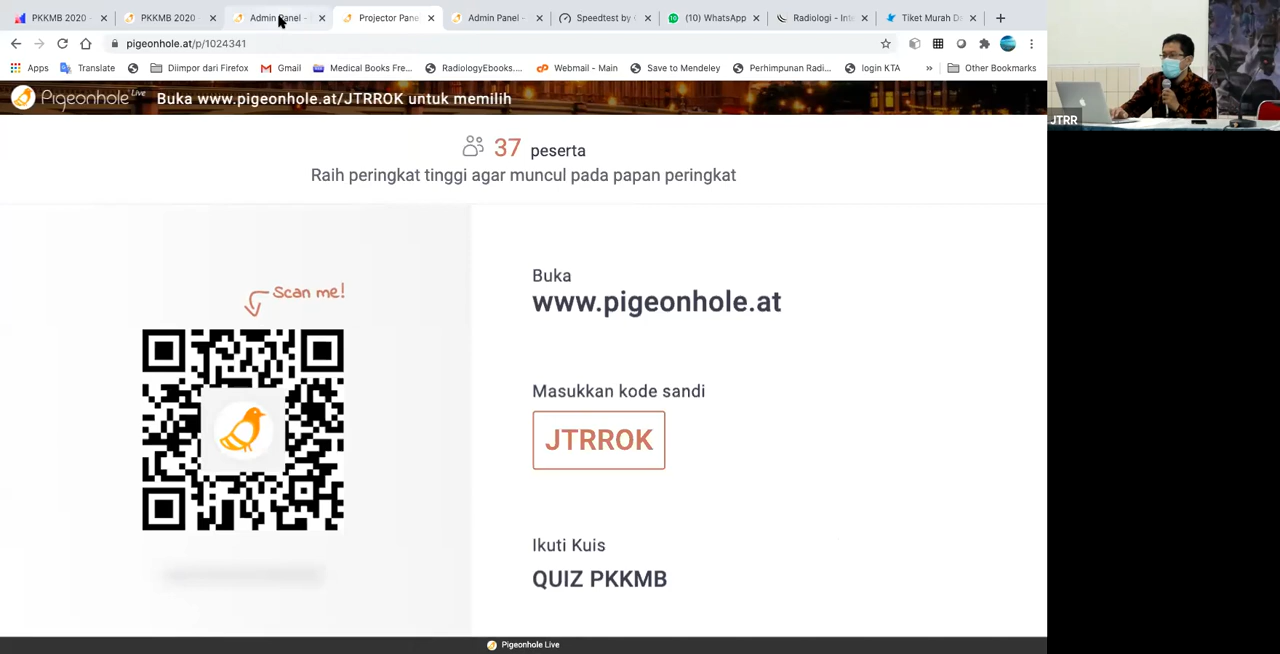 PKKMB 2020 -
PKKMB 2020
Admin Panel -
Projector Pane
Admin Panel -
Speedtest by
(10) WhatsApp
Radiologi - Inte
Tiket Murah D
pigeonhole.at/p/1024341
Apps
Translate
Diimpor dari Firefox
Gmail
Medical Books Fre...
RadiologyEbooks....
Webmail - Main
Save to Mendeley
Perhimpunan Radi...
login KTA
»
Other Bookmarks
Pigeonhole Live
Buka www.pigeonhole.at/JTRROK untuk memilih
37 peserta
Raih peringkat tinggi agar muncul pada papan peringkat
Scan me!
Buka
www.pigeonhole.at
Masukkan kode sandi
JTRROK
Ikuti Kuis
QUIZ PKKMB
Pigeonhole Live
JTRR